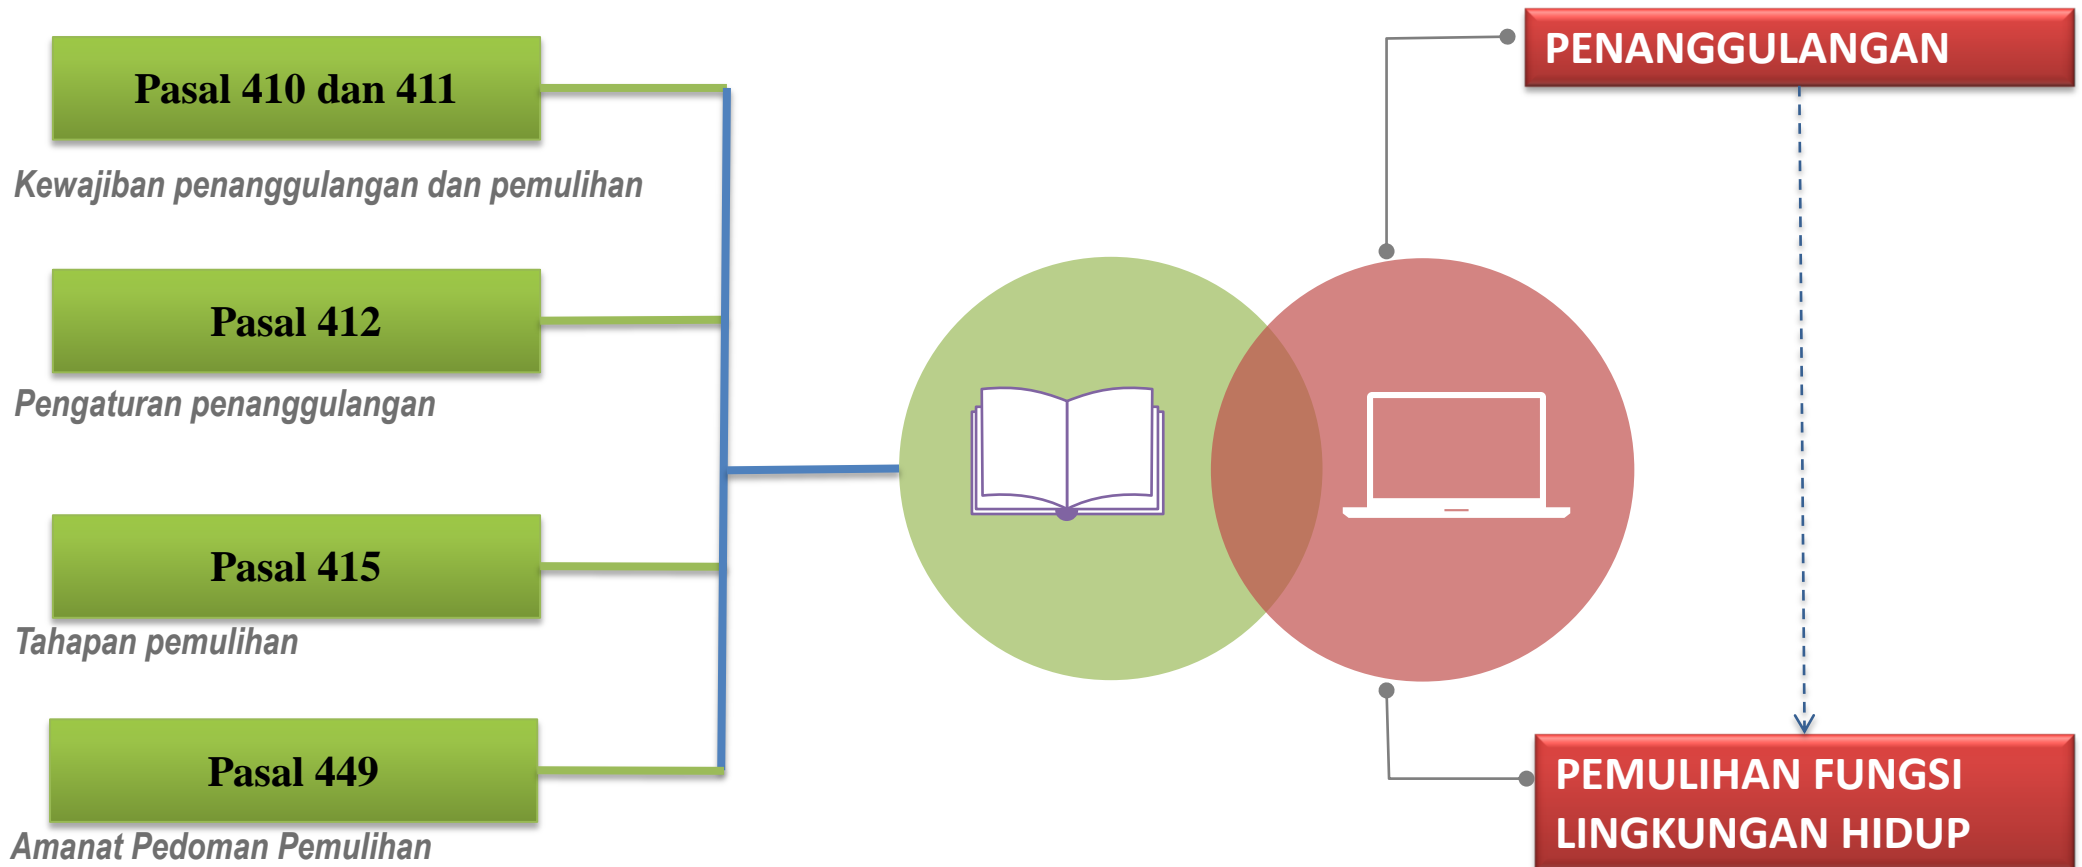 Pasal 410 dan 411
Kewajiban penanggulangan dan pemulihan
Pasal 412
Pengaturan penanggulangan
Pasal 415
Tahapan pemulihan
Pasal 449
Amanat Pedoman Pemulihan
PENANGGULANGAN
PEMULIHAN FUNGSI
LINGKUNGAN HIDUP